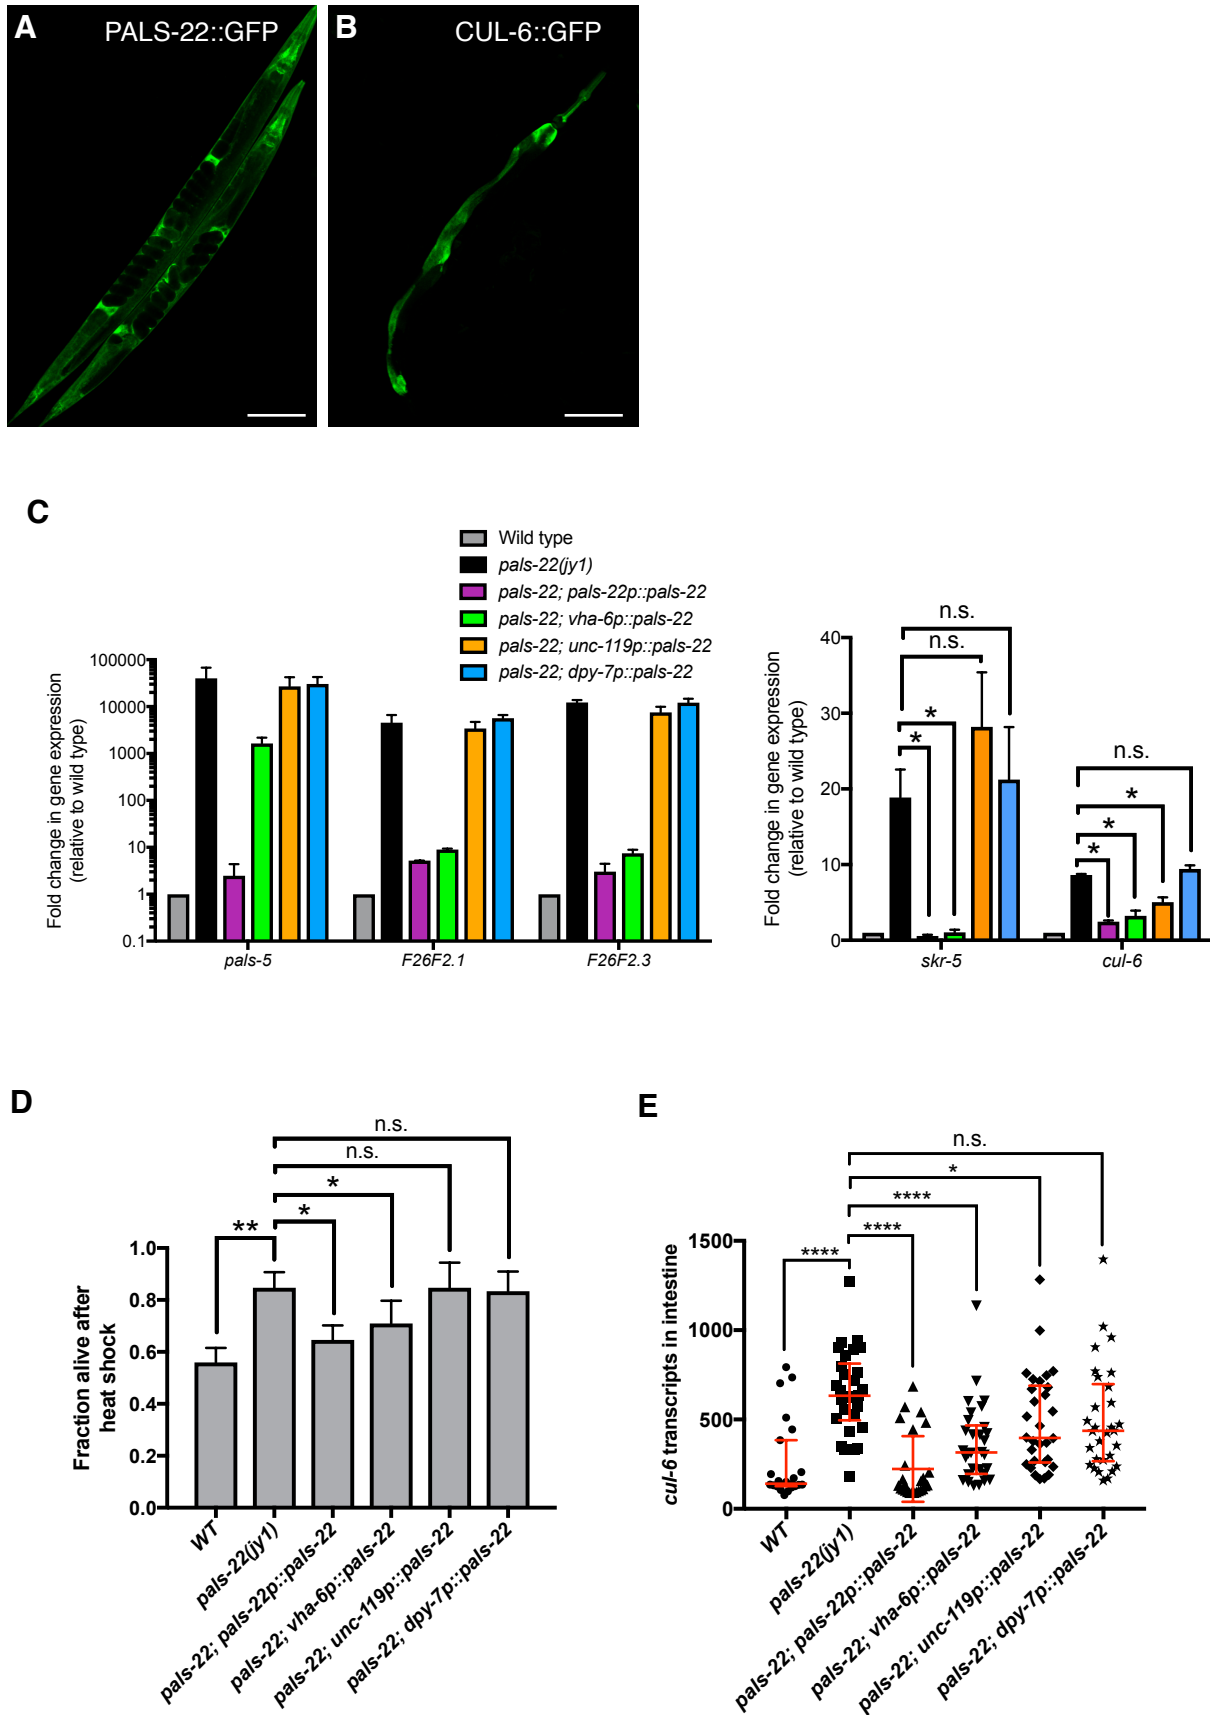 A PALS-22::GFP
B CUL-6::GFP
C
Wild type
pals-22(jy1)
pals-22; pals-22p::pals-22
pals-22; vha-6p::pals-22
pals-22; unc-119p::pals-22
pals-22; dpy-7p::pals-22
Fold change in gene expression
(relative to wild type)
100000
10000
1000
100
10
1
0.1
pals-5
F26F2.1
F26F2.3
Fold change in gene expression
(relative to wild type)
40
30
20
10
0
n.s.
n.s.
*
*
n.s.
*
*
*
skr-5
cul-6
D
n.s.
n.s.
*
*
**
Fraction alive after
heat shock
1.0
0.8
0.6
0.4
0.2
0.0
WT
pals-22(jy1)
pals-22; pals-22p::pals-22
pals-22; vha-6p::pals-22
pals-22; unc-119p::pals-22
pals-22; dpy-7p::pals-22
E
n.s.
*
****
****
****
cul-6 transcripts in intestine
1500
1000
500
0
WT
pals-22(jy1)
pals-22; pals-22p::pals-22
pals-22; vha-6p::pals-22
pals-22; unc-119p::pals-22
pals-22; dpy-7p::pals-22